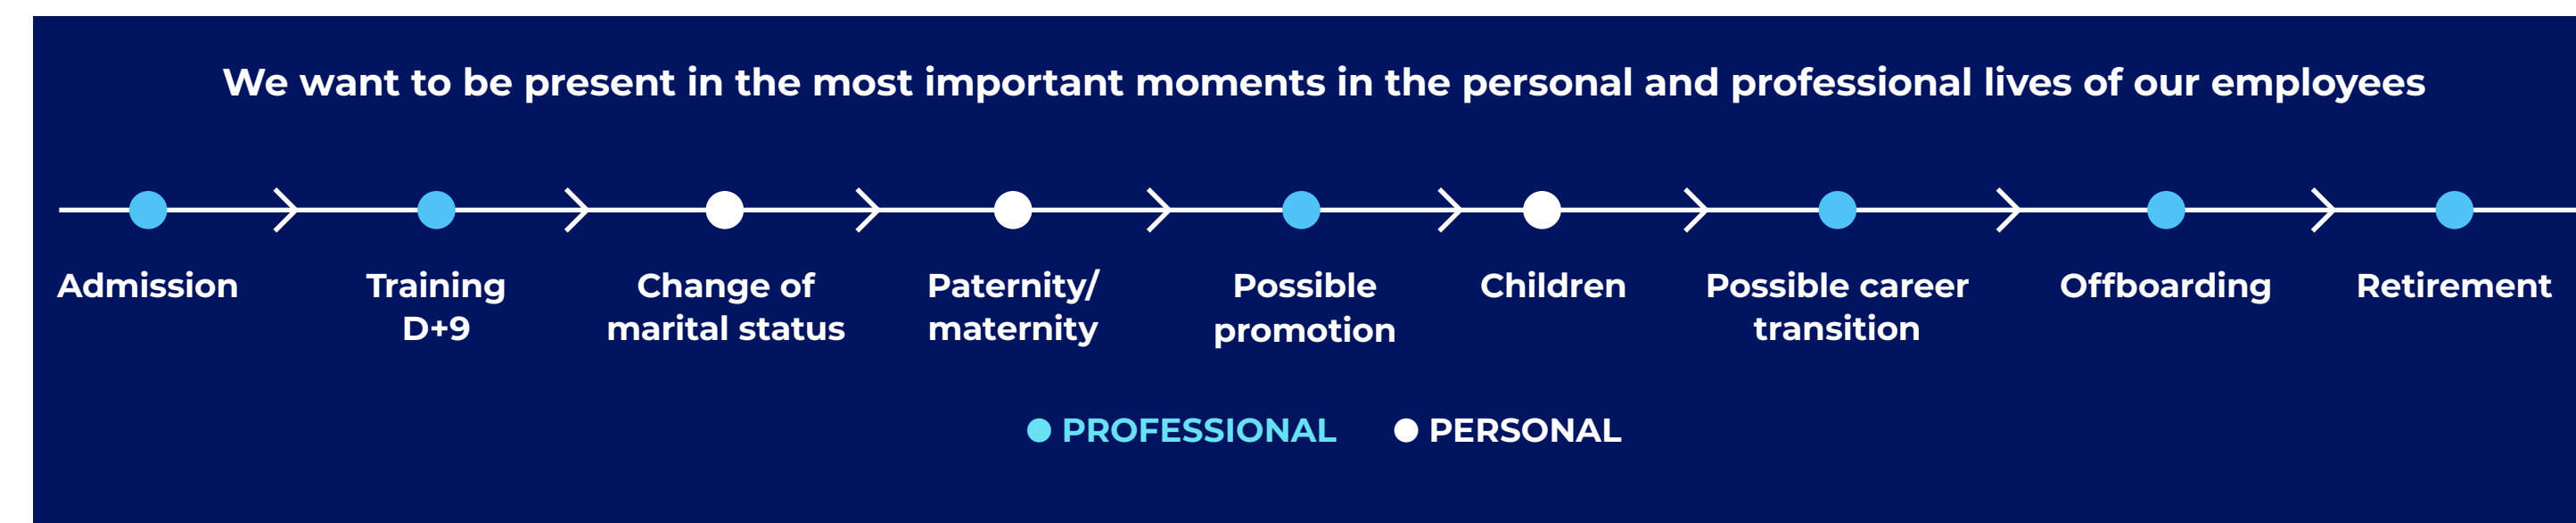 We want to be present in the most important moments in the personal and professional lives of our employees
Admission
Training
D+9
Change of
marital status
Paternity/
maternity
Possible
promotion
Children
Possible career
transition
Offboarding
Retirement
PROFESSIONAL
PERSONAL